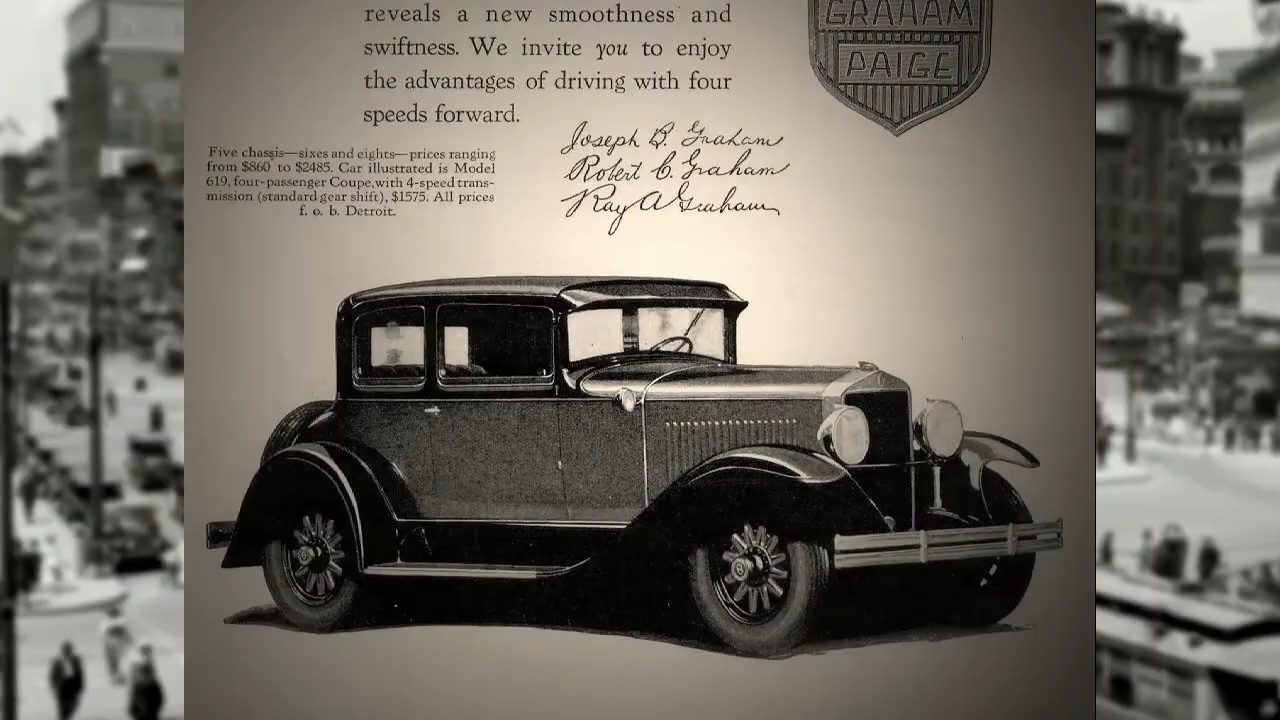 reveals a new smoothness and
swiftness. We invite you to enjoy
the advantages of driving with four
speeds forward.
GRAHAM
PAIGE
Joseph B. Graham
Robert C. Graham
Ray A Graham
Five chassis—sixes and eights—prices ranging
from $860 to $2485. Car illustrated is Model
619, four-passenger Coupe, with 4-speed trans-
mission (standard gear shift), $1575. All prices
f. o. b. Detroit.